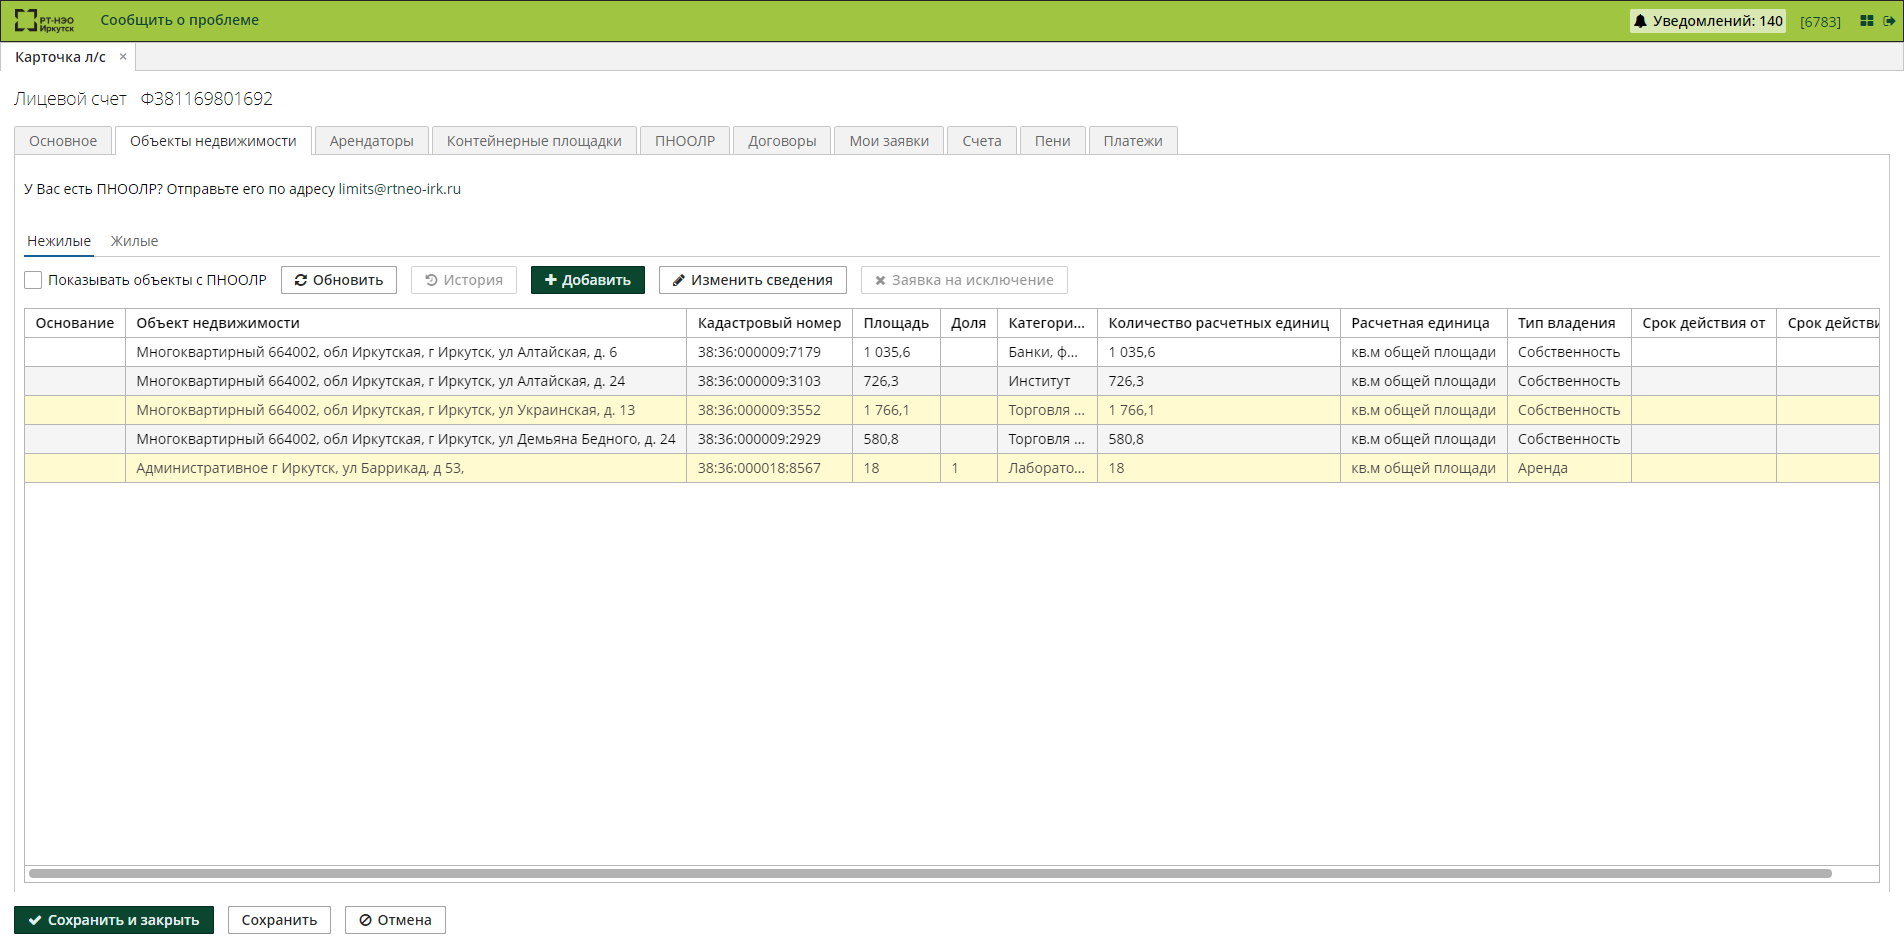 РТ-НЭО
Иркутск
Сообщить о проблеме
Уведомлений: 140
[6783]
Карточка л/с ×
Лицевой счет Ф381169801692
Основное Объекты недвижимости Арендаторы Контейнерные площадки ПНООЛР Договоры Мои заявки Счета Пени Платежи
У Вас есть ПНООЛР? Отправьте его по адресу limits@rtneo-irk.ru
Нежилые Жилые
Показывать объекты с ПНООЛР Обновить История Добавить Изменить сведения Заявка на исключение
Основание Объект недвижимости Кадастровый номер Площадь Доля Категори... Количество расчетных единиц Расчетная единица Тип владения Срок действия от Срок действи
Многоквартирный 664002, обл Иркутская, г Иркутск, ул Алтайская, д. 6 38:36:000009:7179 1 035,6 Банки, ф... 1 035,6 кв.м общей площади Собственность
Многоквартирный 664002, обл Иркутская, г Иркутск, ул Алтайская, д. 24 38:36:000009:3103 726,3 Институт 726,3 кв.м общей площади Собственность
Многоквартирный 664002, обл Иркутская, г Иркутск, ул Украинская, д. 13 38:36:000009:3552 1 766,1 Торговля ... 1 766,1 кв.м общей площади Собственность
Многоквартирный 664002, обл Иркутская, г Иркутск, ул Демьяна Бедного, д. 24 38:36:000009:2929 580,8 Торговля ... 580,8 кв.м общей площади Собственность
Административное г Иркутск, ул Баррикад, д 53, 38:36:000018:8567 18 1 Лаборато... 18 кв.м общей площади Аренда
Сохранить и закрыть Сохранить Отмена